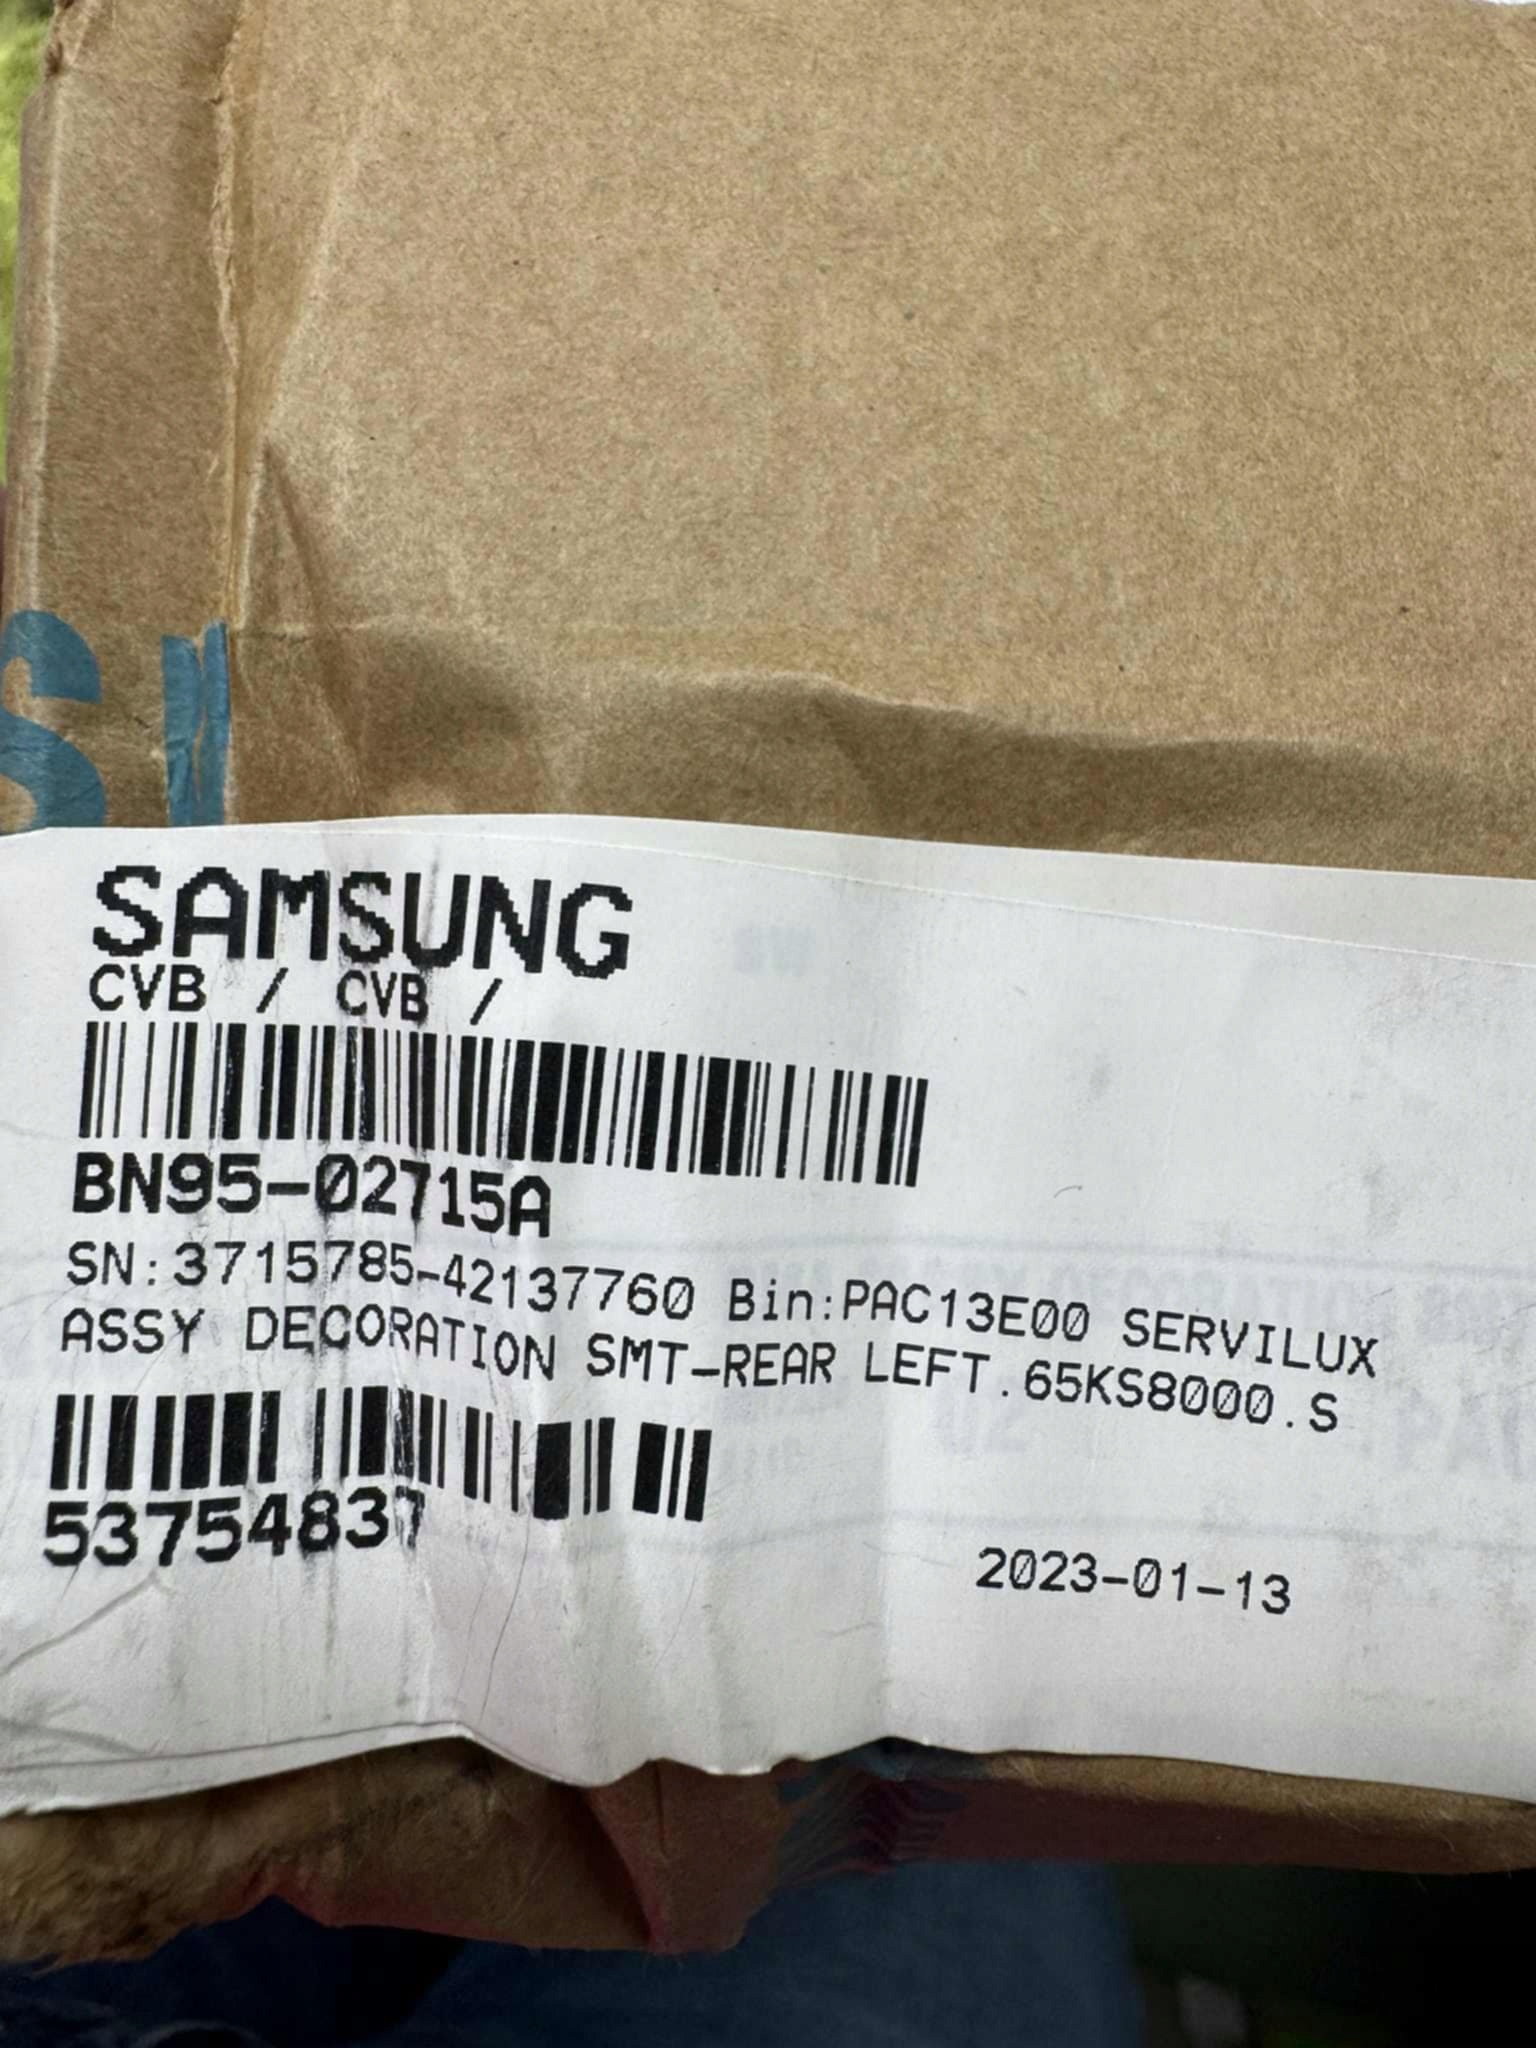 SAMSUNG
CVB / CVB /
BN95-02715A
SN:3715785-42137760 Bin:PAC13E00 SERVILUX
ASSY DECORATION SMT-REAR LEFT.65KS8000.S
53754837
2023-01-13